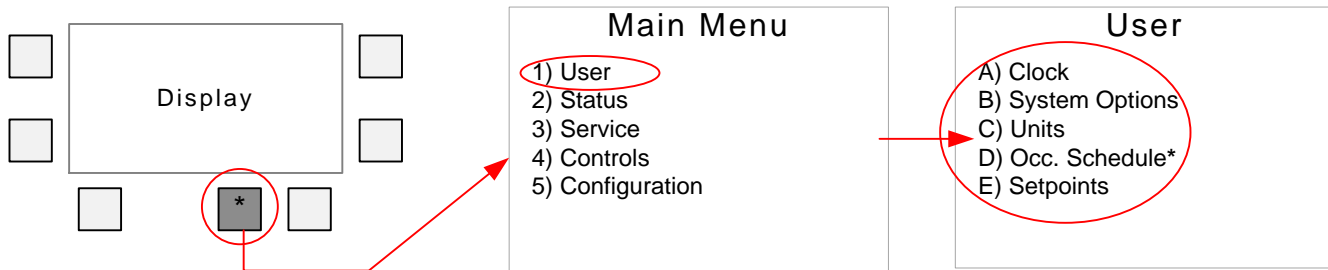 Display
*
Main Menu
1) User
2) Status
3) Service
4) Controls
5) Configuration
User
A) Clock
B) System Options
C) Units
D) Occ. Schedule*
E) Setpoints